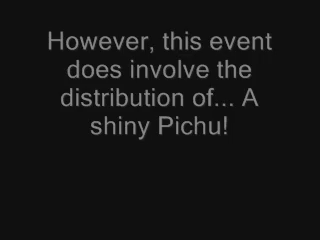 However, this event
does involve the
distribution of... A
shiny Pichu!